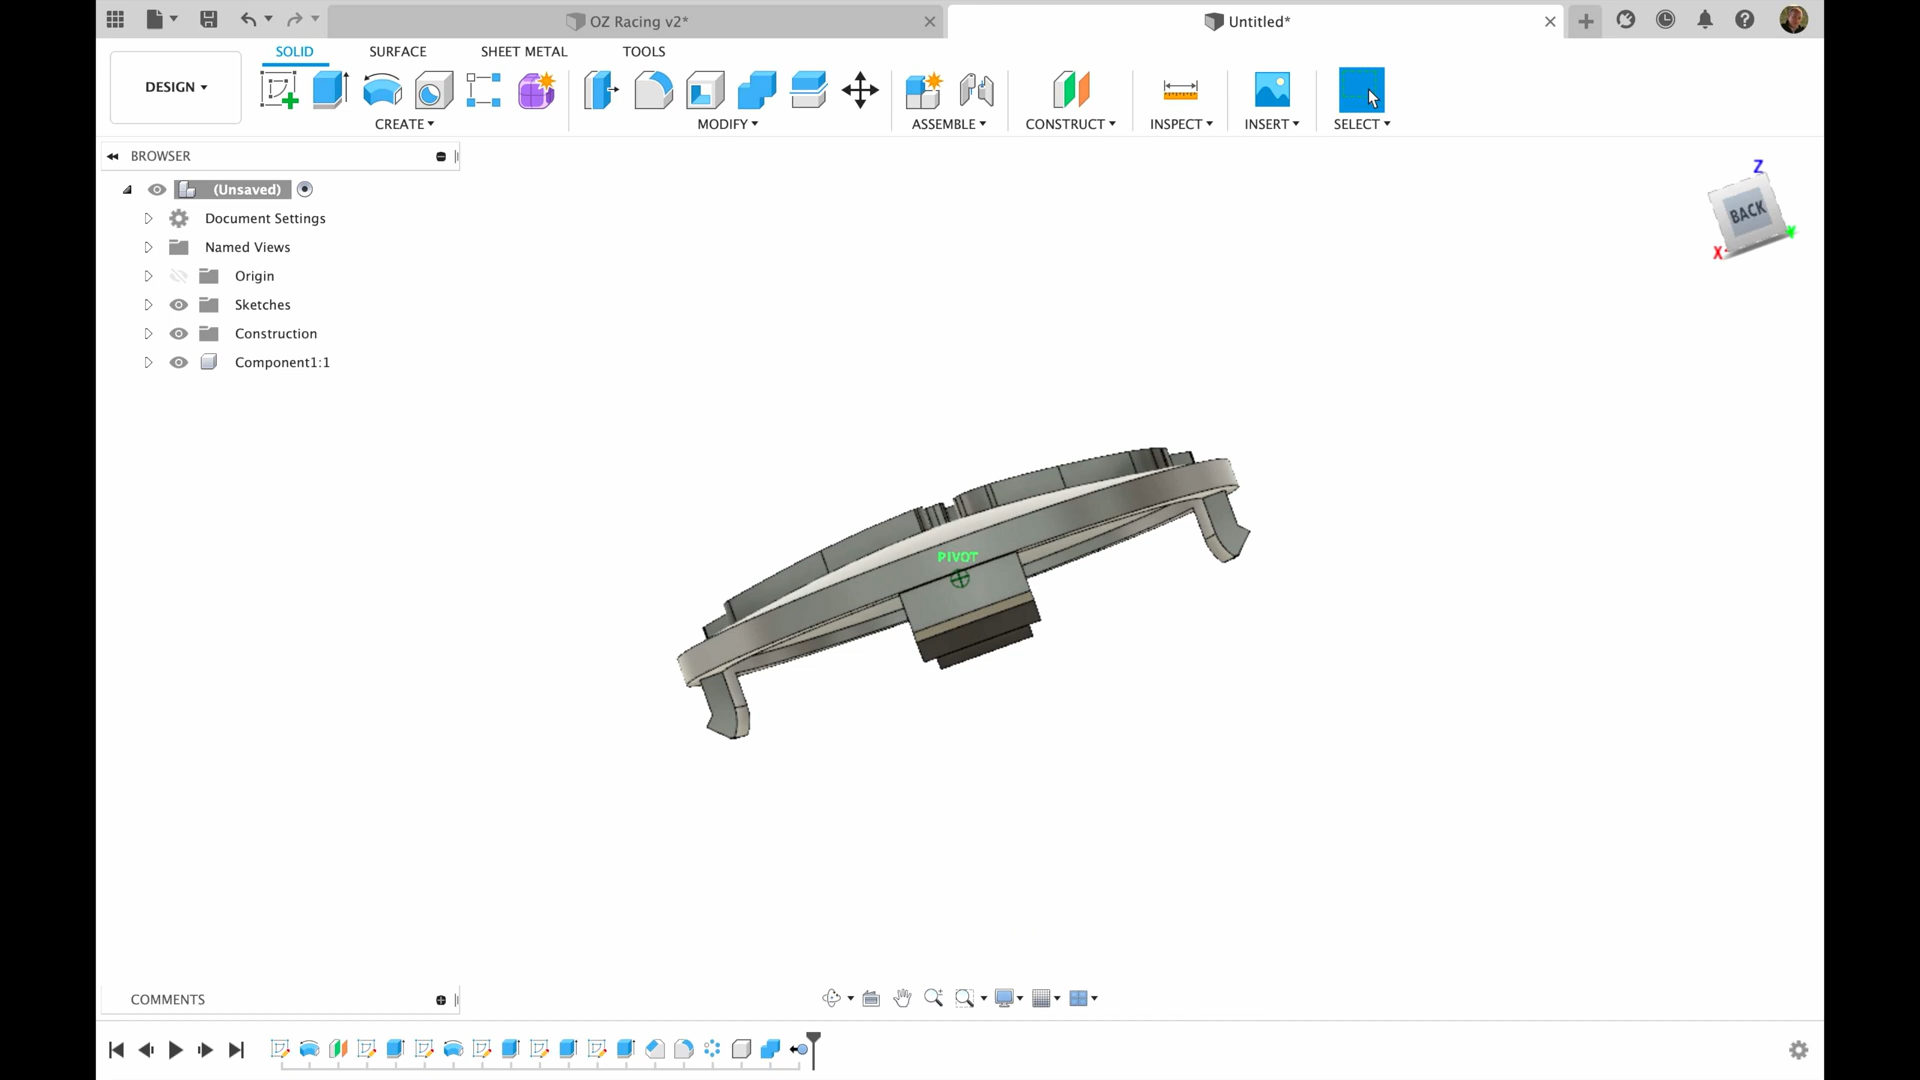 OZ Racing v2*
Untitled*
DESIGN
SOLID
SURFACE
SHEET METAL
TOOLS
CREATE
MODIFY
ASSEMBLE
CONSTRUCT
INSPECT
INSERT
SELECT
BROWSER
(Unsaved)
Document Settings
Named Views
Origin
Sketches
Construction
Component1:1
Z
BACK
X
Y
PIVOT
COMMENTS